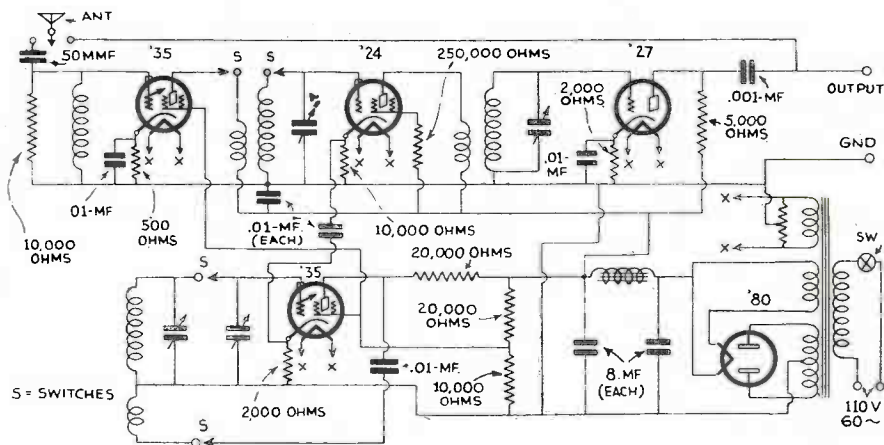 ANT
50MMF
'35
S
S
'24
250,000 OHMS
'27
2,000
OHMS
.001-MF
OUTPUT
5,000
OHMS
GND
.01-
MF
X
X
X
X
X
X
01-MF
10,000
OHMS
500
OHMS
.01-MF.
(EACH)
10,000 OHMS
20,000 OHMS
X
X
SW
S
'35
20,000
OHMS
'80
.01-MF.
X
X
10,000
OHMS
8.MF
(EACH)
S = SWITCHES
2,000 OHMS
S
110 V
60~